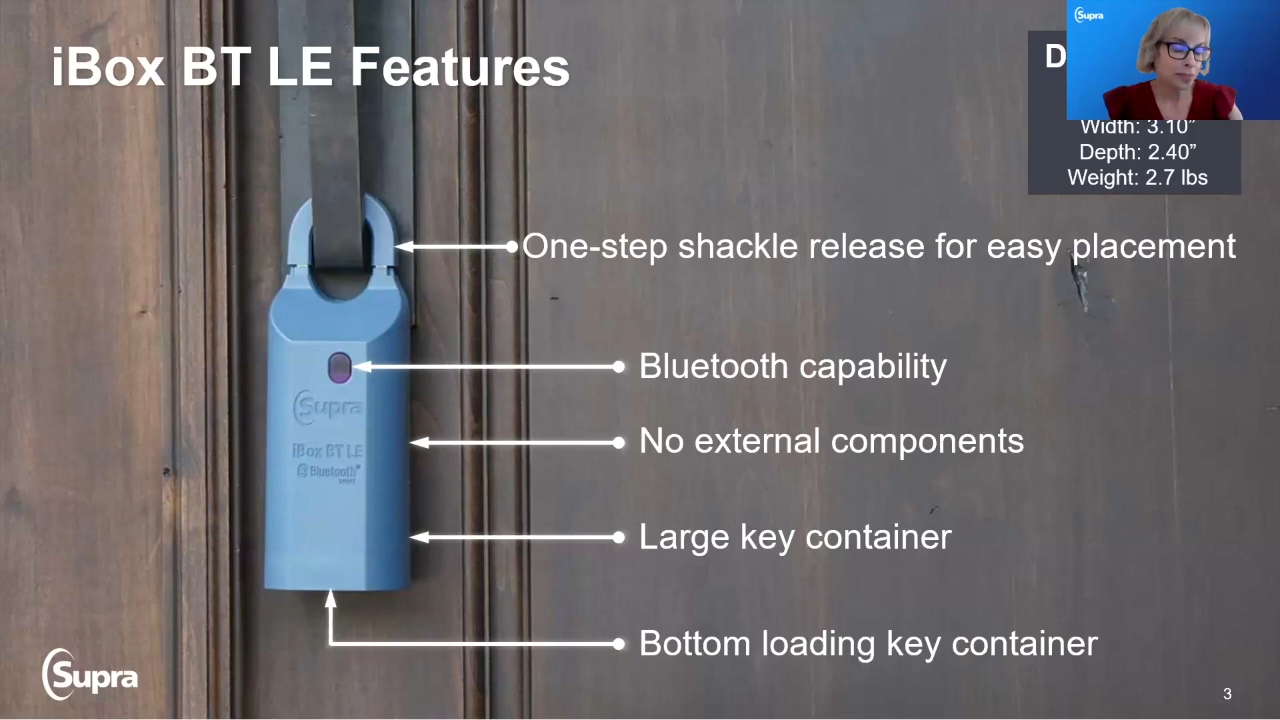 iBox BT LE Features
Supra
D
Width: 3.10”
Depth: 2.40”
Weight: 2.7 lbs
One-step shackle release for easy placement
Bluetooth capability
Supra
No external components
iBox BT LE
Bluetooth®
SMART
Large key container
Bottom loading key container
Supra
3